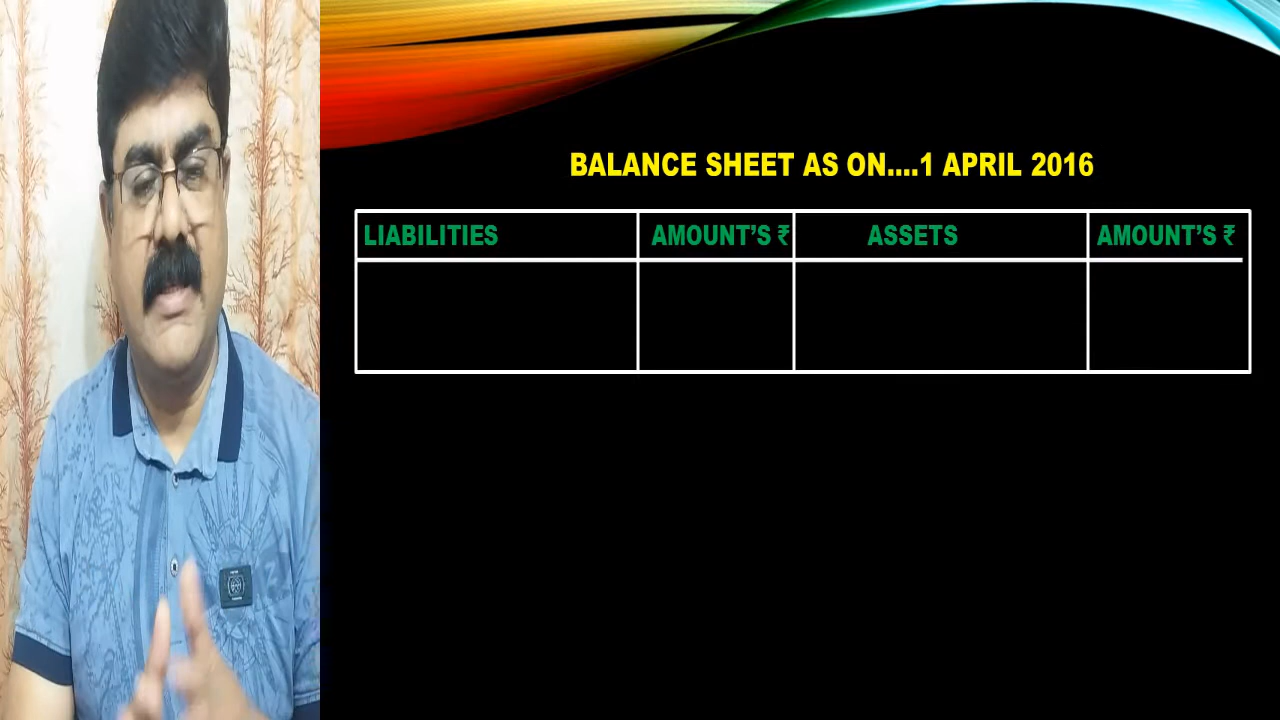 BALANCE SHEET AS ON....1 APRIL 2016
LIABILITIES AMOUNT'S ₹ ASSETS AMOUNT'S ₹